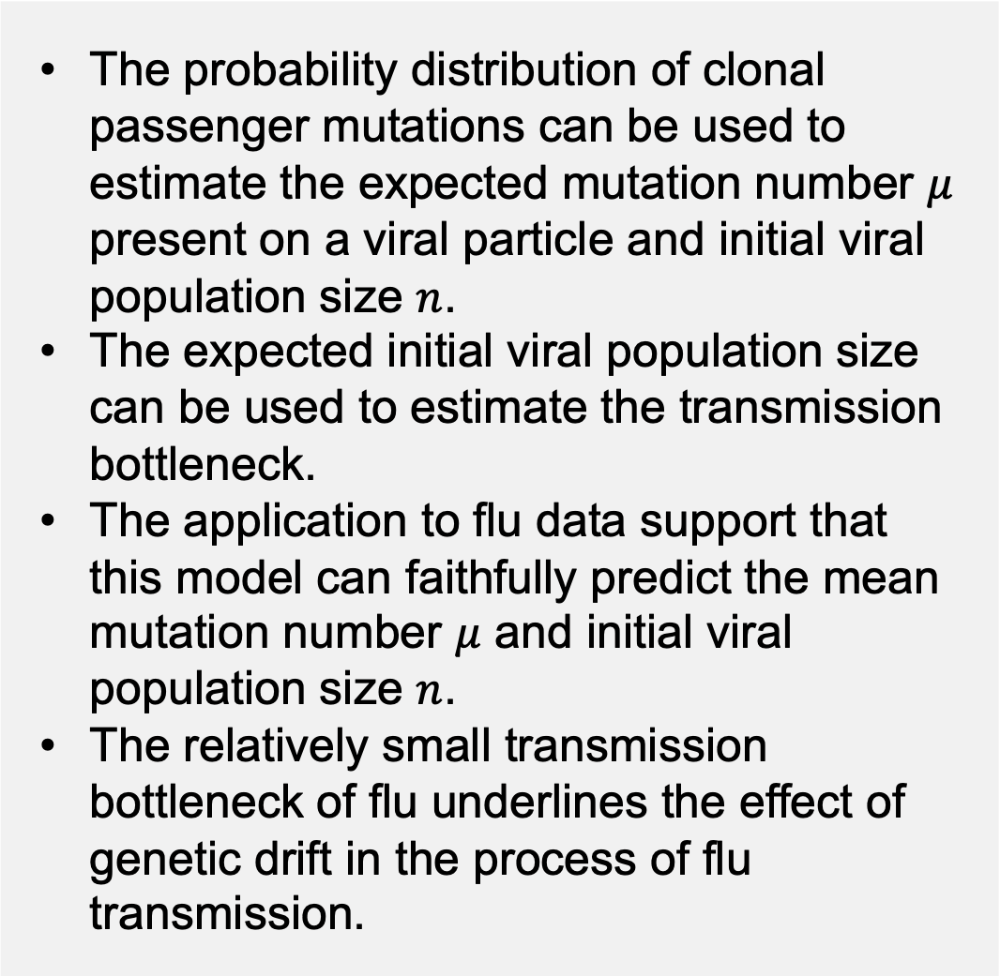 • The probability distribution of clonal
passenger mutations can be used to
estimate the expected mutation number μ
present on a viral particle and initial viral
population size n.
• The expected initial viral population size
can be used to estimate the transmission
bottleneck.
• The application to flu data support that
this model can faithfully predict the mean
mutation number μ and initial viral
population size n.
• The relatively small transmission
bottleneck of flu underlines the effect of
genetic drift in the process of flu
transmission.